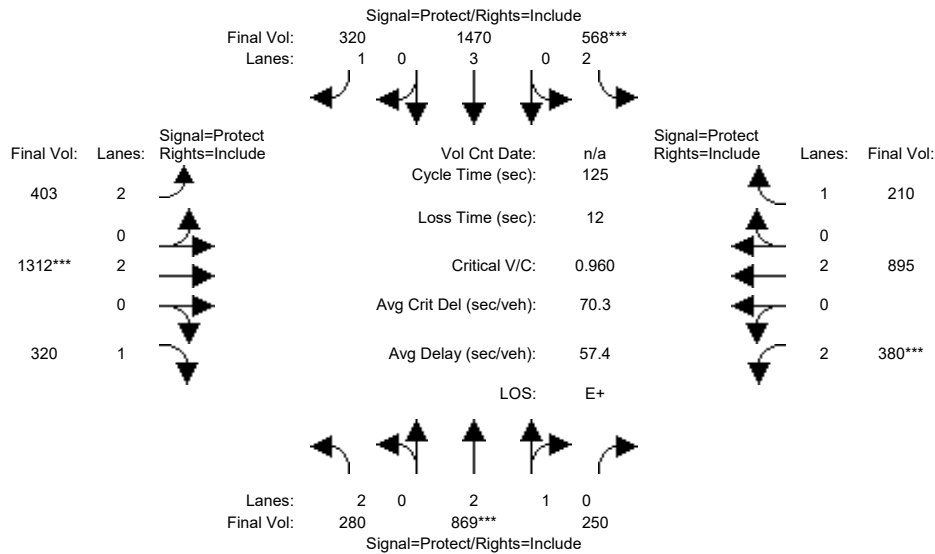 Signal=Protect/Rights=Include
Final Vol: 320 1470 568***
Lanes: 1 0 3 0 2
Signal=Protect Signal=Protect
Final Vol: Lanes: Rights=Include Vol Cnt Date: n/a Rights=Include Lanes: Final Vol:
Cycle Time (sec): 125
403 2 1 210
Loss Time (sec): 12
0 0
1312*** 2 Critical V/C: 0.960 2 895
0 Avg Crit Del (sec/veh): 70.3 0
320 1 Avg Delay (sec/veh): 57.4 2 380***
LOS: E+
Lanes: 2 0 2 1 0
Final Vol: 280 869*** 250
Signal=Protect/Rights=Include